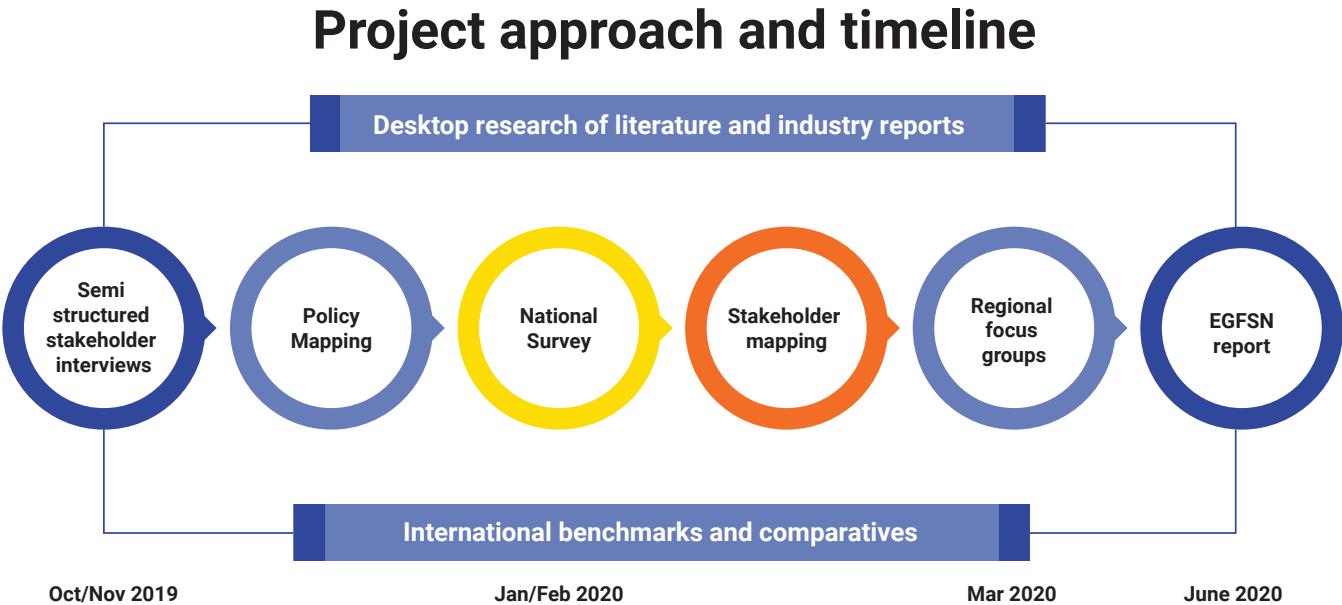 Project approach and timeline
Desktop research of literature and industry reports
Semi
structured
stakeholder
interviews
Policy
Mapping
National
Survey
Stakeholder
mapping
Regional
focus
groups
EGFSN
report
International benchmarks and comparatives
Oct/Nov 2019
Jan/Feb 2020
Mar 2020
June 2020